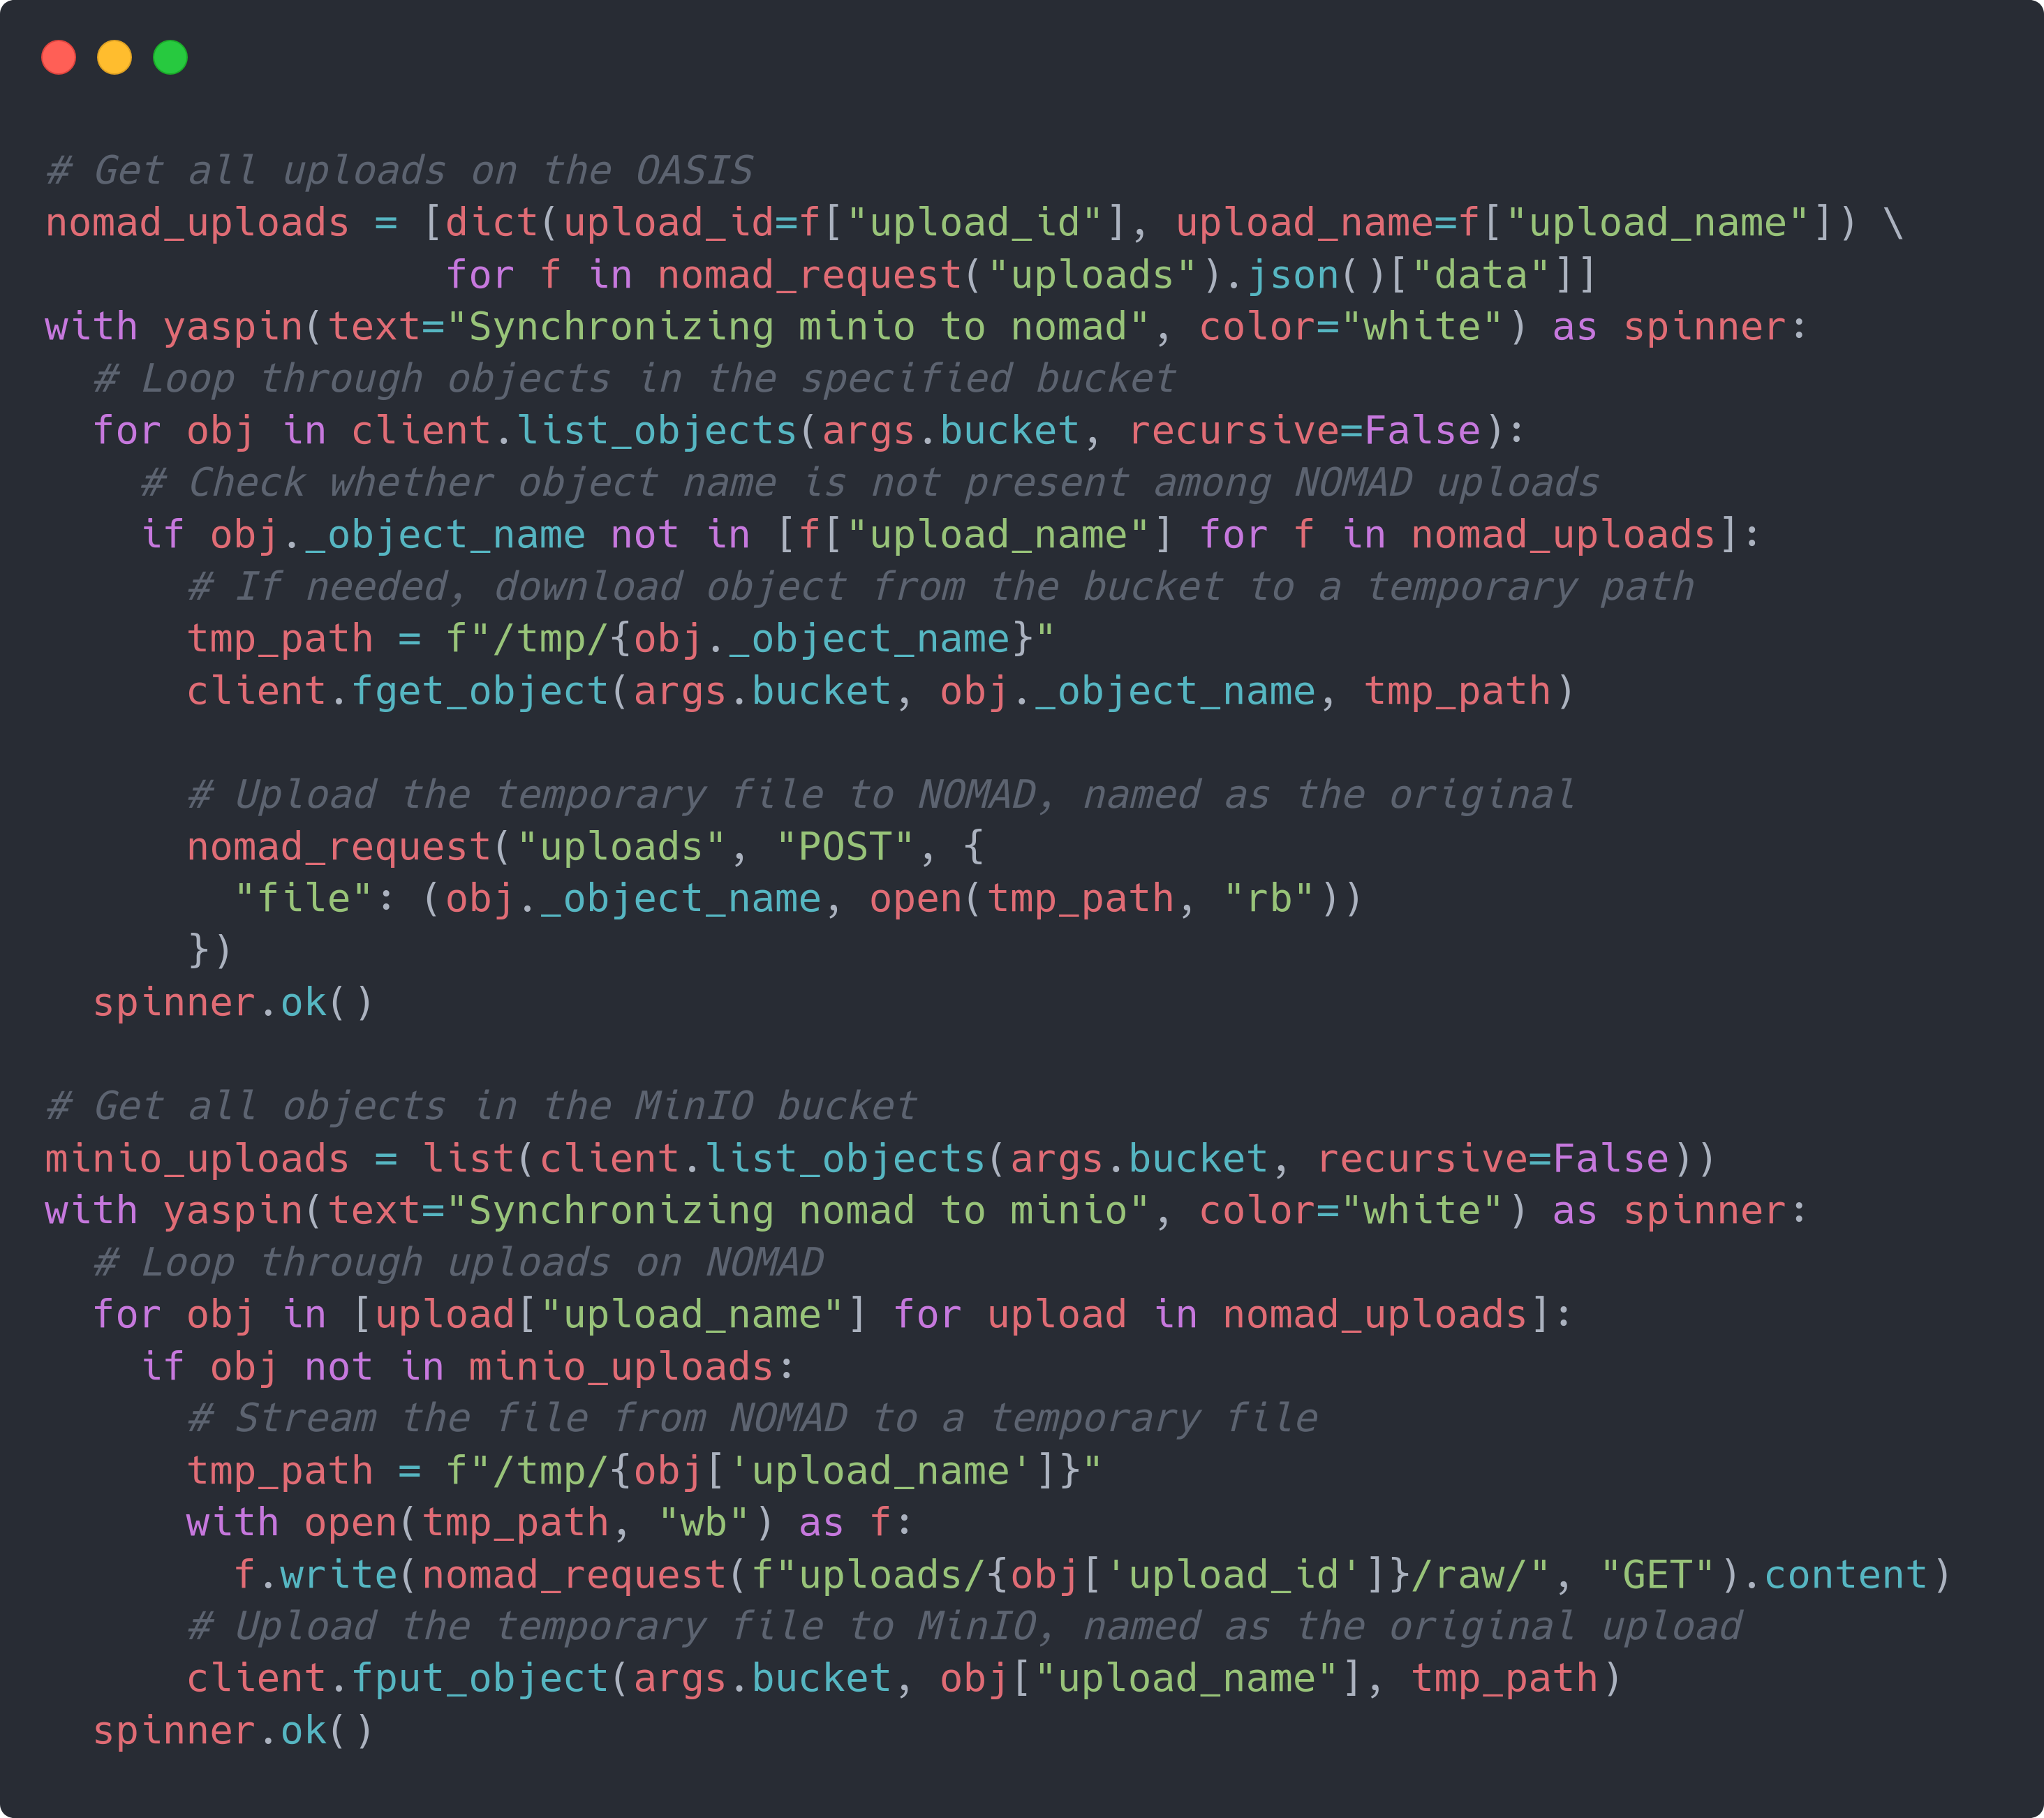 # Get all uploads on the OASIS
nomad_uploads = [dict(upload_id=f["upload_id"], upload_name=f["upload_name"]) \
                 for f in nomad_request("uploads").json()["data"]]
with yaspin(text="Synchronizing minio to nomad", color="white") as spinner:
  # Loop through objects in the specified bucket
  for obj in client.list_objects(args.bucket, recursive=False):
    # Check whether object name is not present among NOMAD uploads
    if obj._object_name not in [f["upload_name"] for f in nomad_uploads]:
      # If needed, download object from the bucket to a temporary path
      tmp_path = f"/tmp/{obj._object_name}"
      client.fget_object(args.bucket, obj._object_name, tmp_path)

      # Upload the temporary file to NOMAD, named as the original
      nomad_request("uploads", "POST", {
        "file": (obj._object_name, open(tmp_path, "rb"))
      })
  spinner.ok()

# Get all objects in the MinIO bucket
minio_uploads = list(client.list_objects(args.bucket, recursive=False))
with yaspin(text="Synchronizing nomad to minio", color="white") as spinner:
  # Loop through uploads on NOMAD
  for obj in [upload["upload_name"] for upload in nomad_uploads]:
    if obj not in minio_uploads:
      # Stream the file from NOMAD to a temporary file
      tmp_path = f"/tmp/{obj['upload_name']}"
      with open(tmp_path, "wb") as f:
        f.write(nomad_request(f"uploads/{obj['upload_id']}/raw/", "GET").content)
      # Upload the temporary file to MinIO, named as the original upload
      client.fput_object(args.bucket, obj["upload_name"], tmp_path)
  spinner.ok()